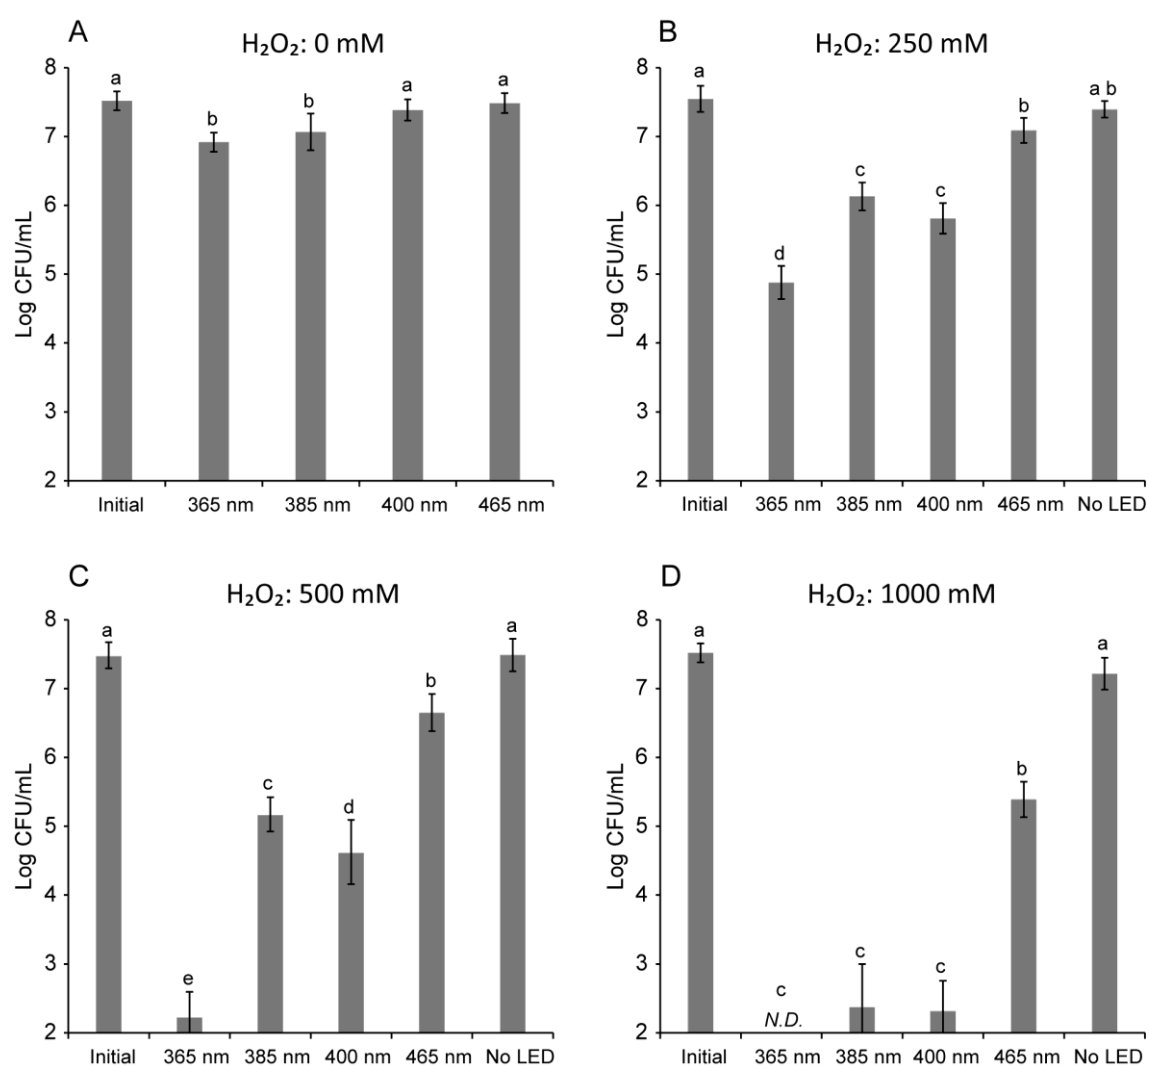 A
H₂O₂: 0 mM
8
7
6
5
4
3
2
Log CFU/mL
a
b
b
a
a
Initial
365 nm
385 nm
400 nm
465 nm
B
H₂O₂: 250 mM
8
7
6
5
4
3
2
Log CFU/mL
a
d
c
c
b
a b
Initial
365 nm
385 nm
400 nm
465 nm
No LED
C
H₂O₂: 500 mM
8
7
6
5
4
3
2
Log CFU/mL
a
e
c
d
b
a
Initial
365 nm
385 nm
400 nm
465 nm
No LED
D
H₂O₂: 1000 mM
8
7
6
5
4
3
2
Log CFU/mL
a
c
N.D.
c
c
b
a
Initial
365 nm
385 nm
400 nm
465 nm
No LED